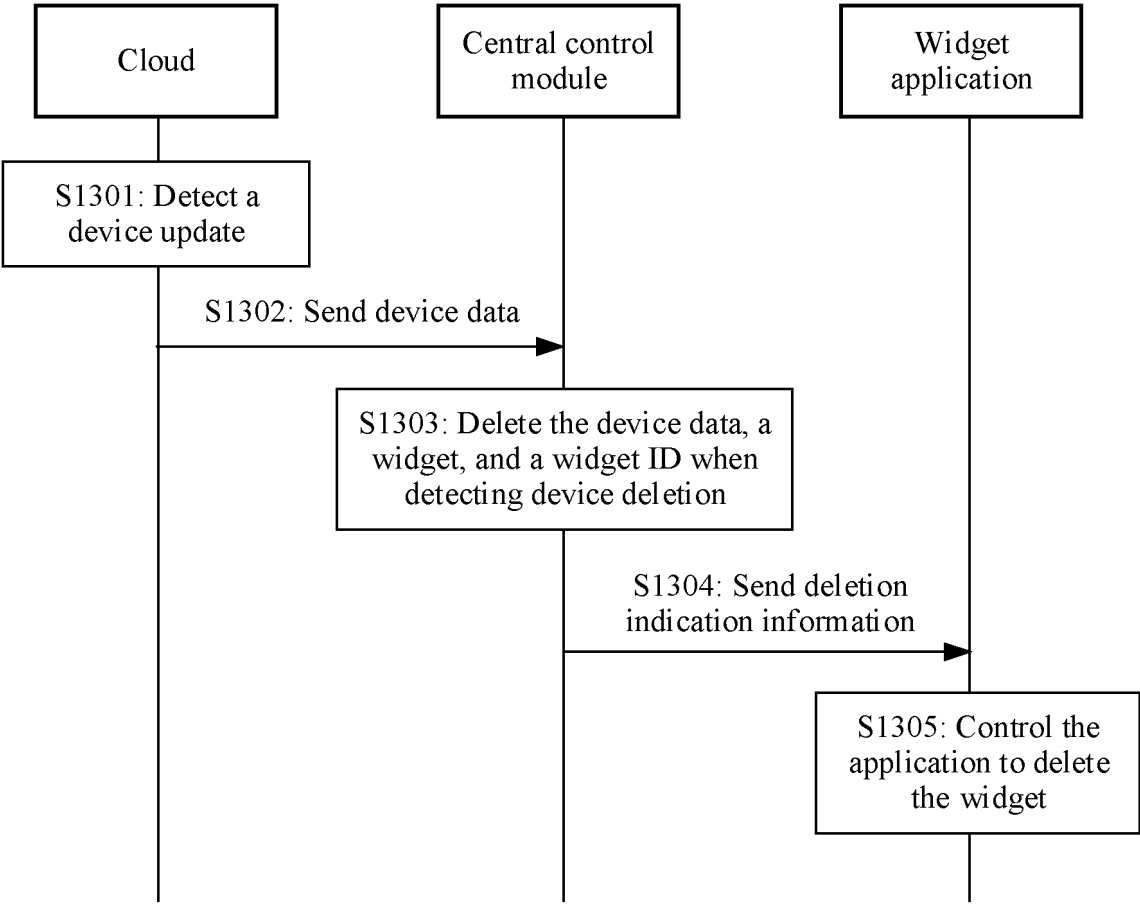 Cloud
Central control
module
Widget
application
S1301: Detect a
device update
S1302: Send device data
S1303: Delete the device data, a
widget, and a widget ID when
detecting device deletion
S1304: Send deletion
indication information
S1305: Control the
application to delete
the widget